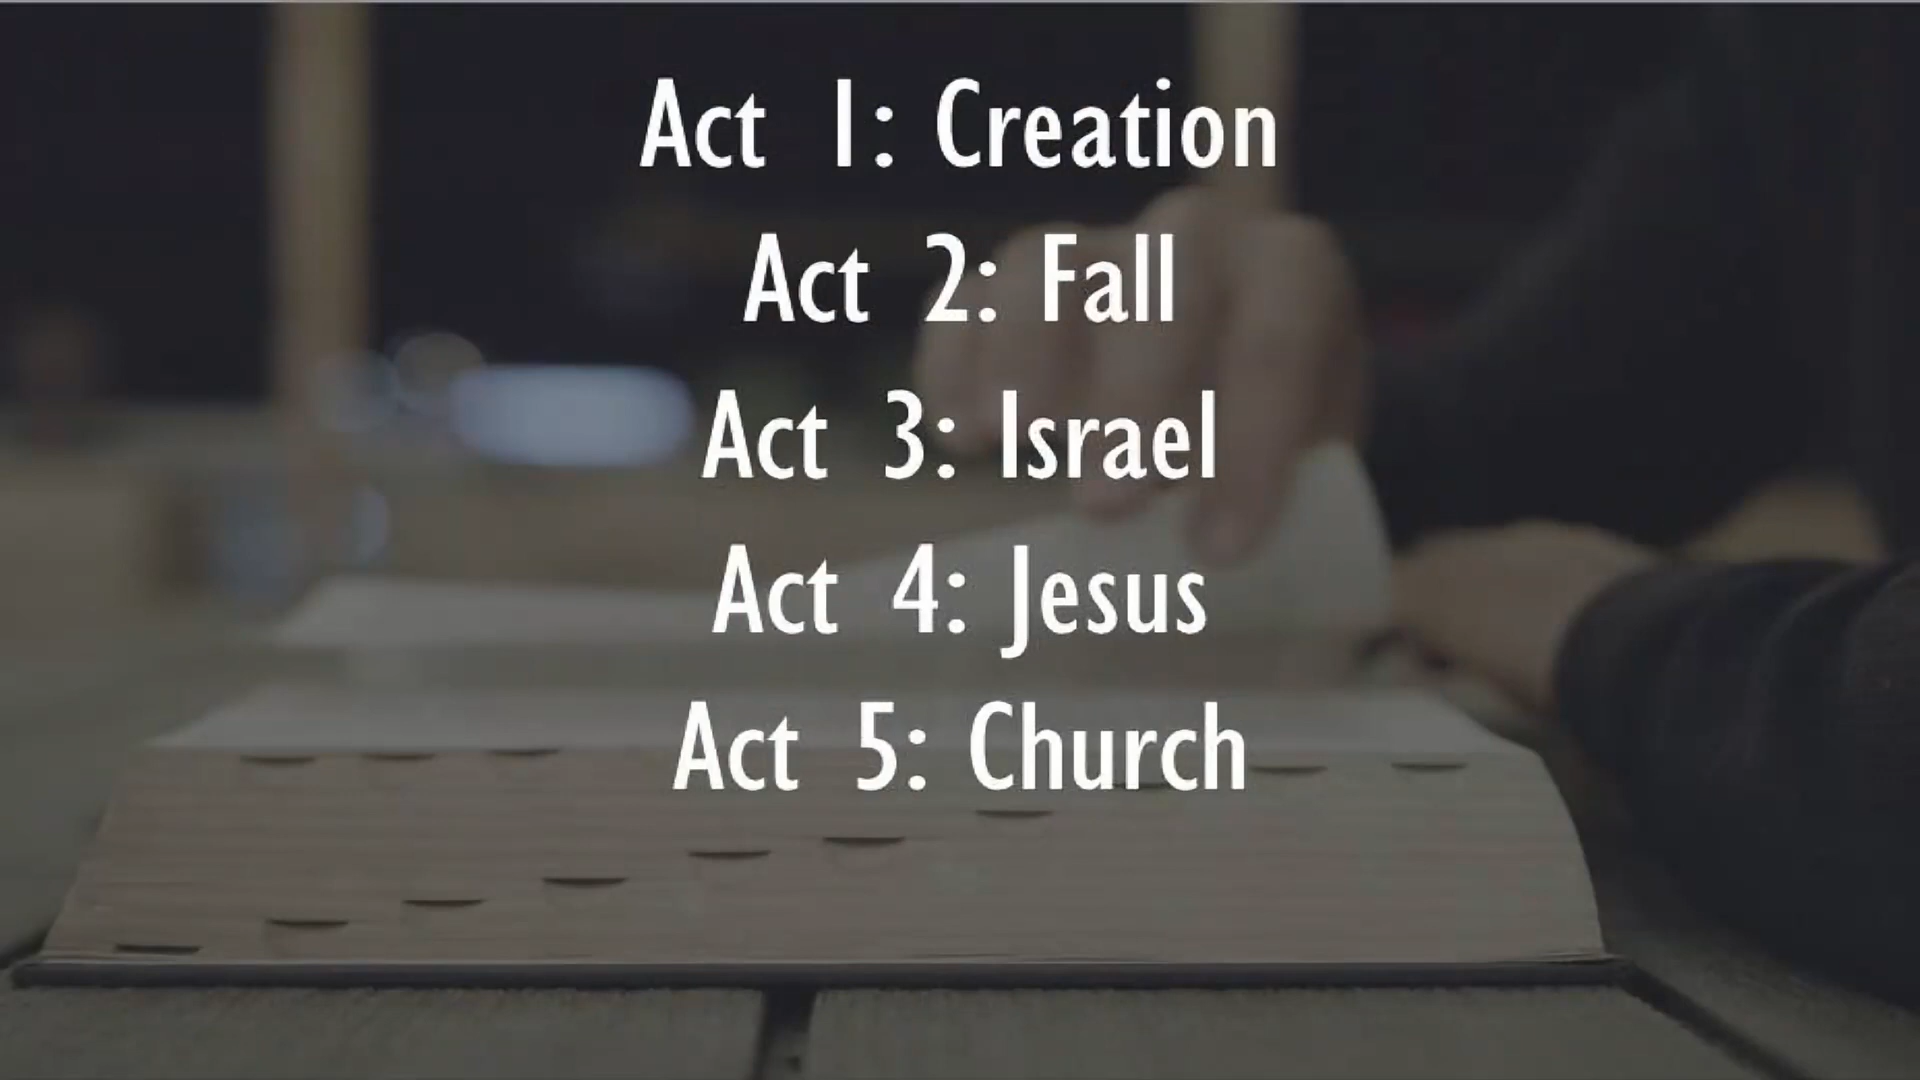 Act 1: Creation
Act 2: Fall
Act 3: Israel
Act 4: Jesus
Act 5: Church